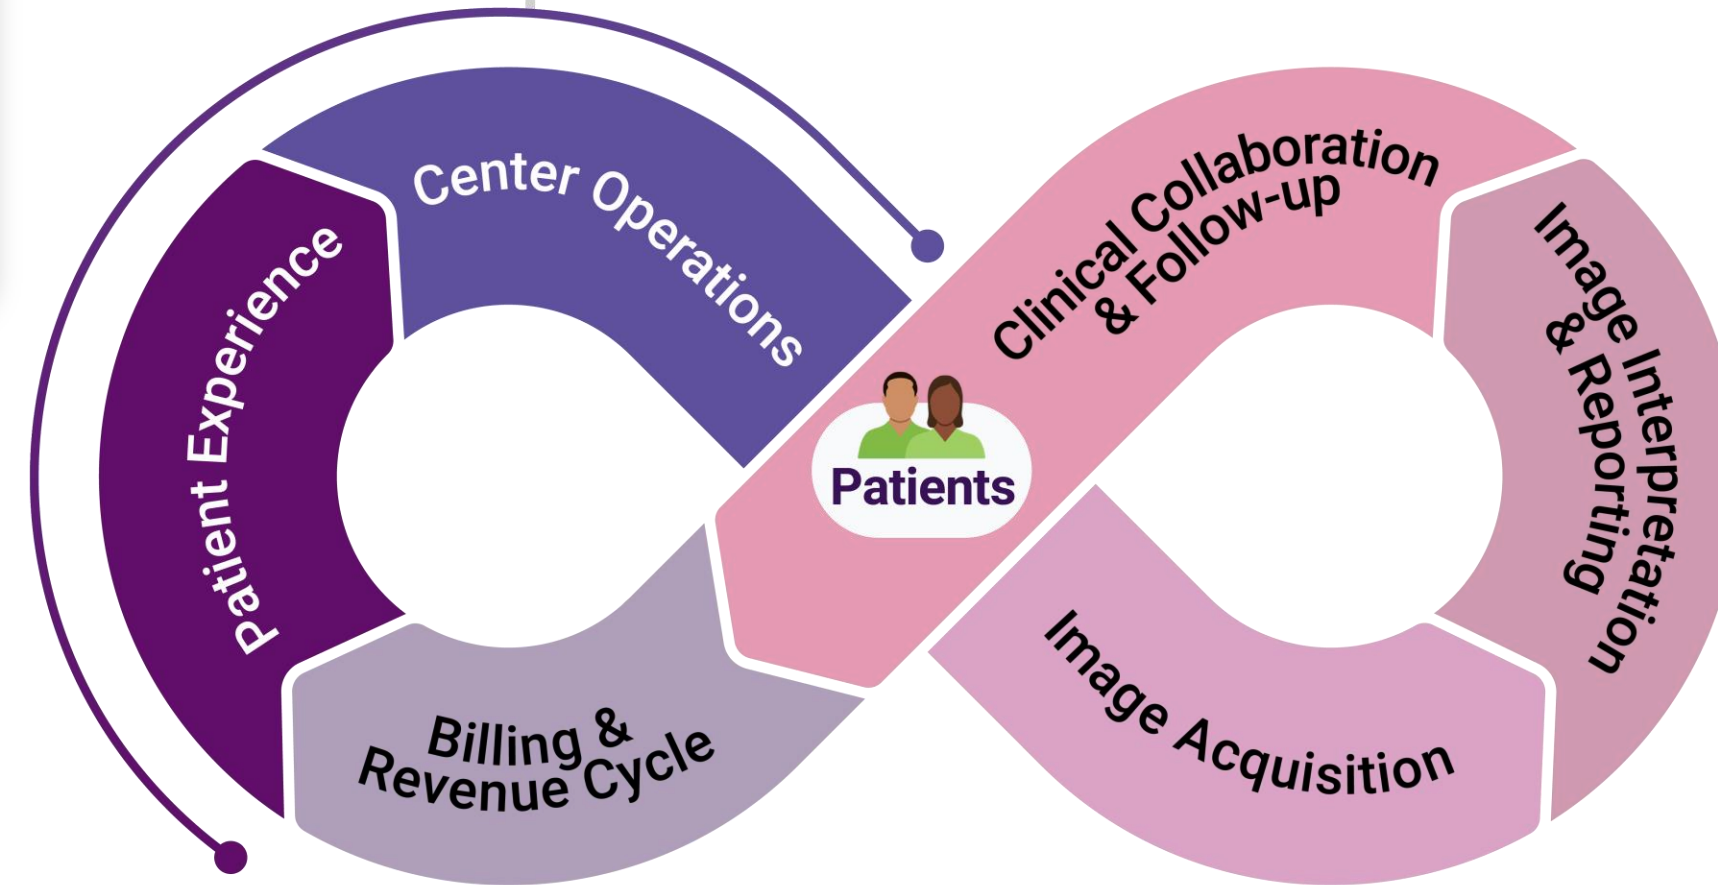 Center Operations
Clinical Collaboration
& Follow-up
Patient Experience
Image Interpretation
& Reporting
Patients
Billing &
Revenue Cycle
Image Acquisition